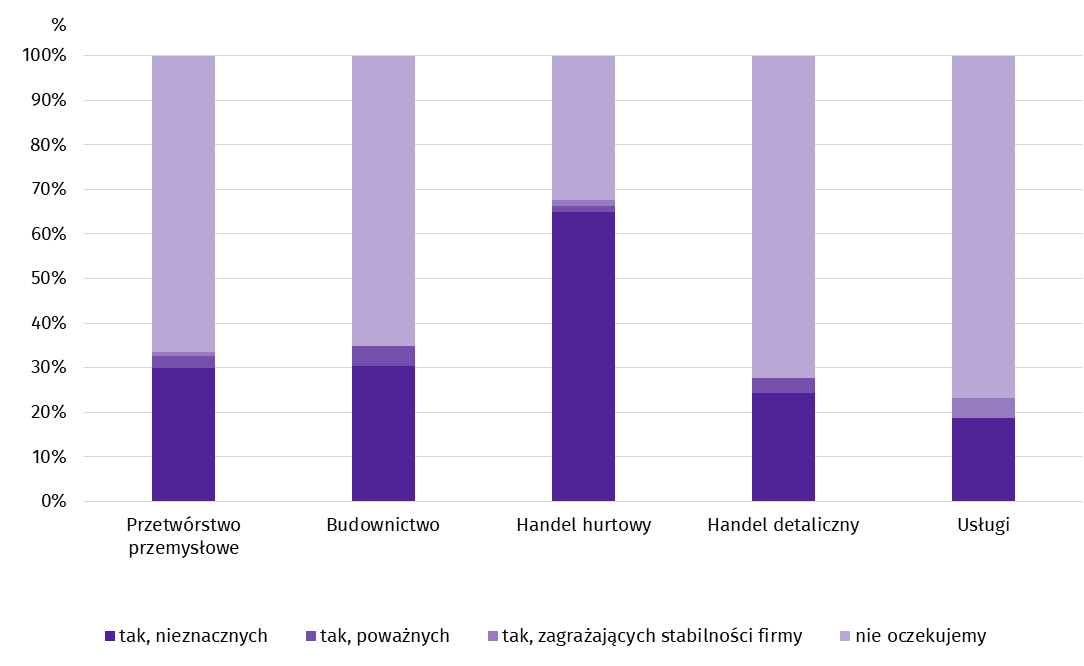 %
100%
90%
80%
70%
60%
50%
40%
30%
20%
10%
0%
Przetwórstwo
przemysłowe
Budownictwo
Handel hurtowy
Handel detaliczny
Usługi
tak, nieznacznych
tak, poważnych
tak, zagrażających stabilności firmy
nie oczekujemy